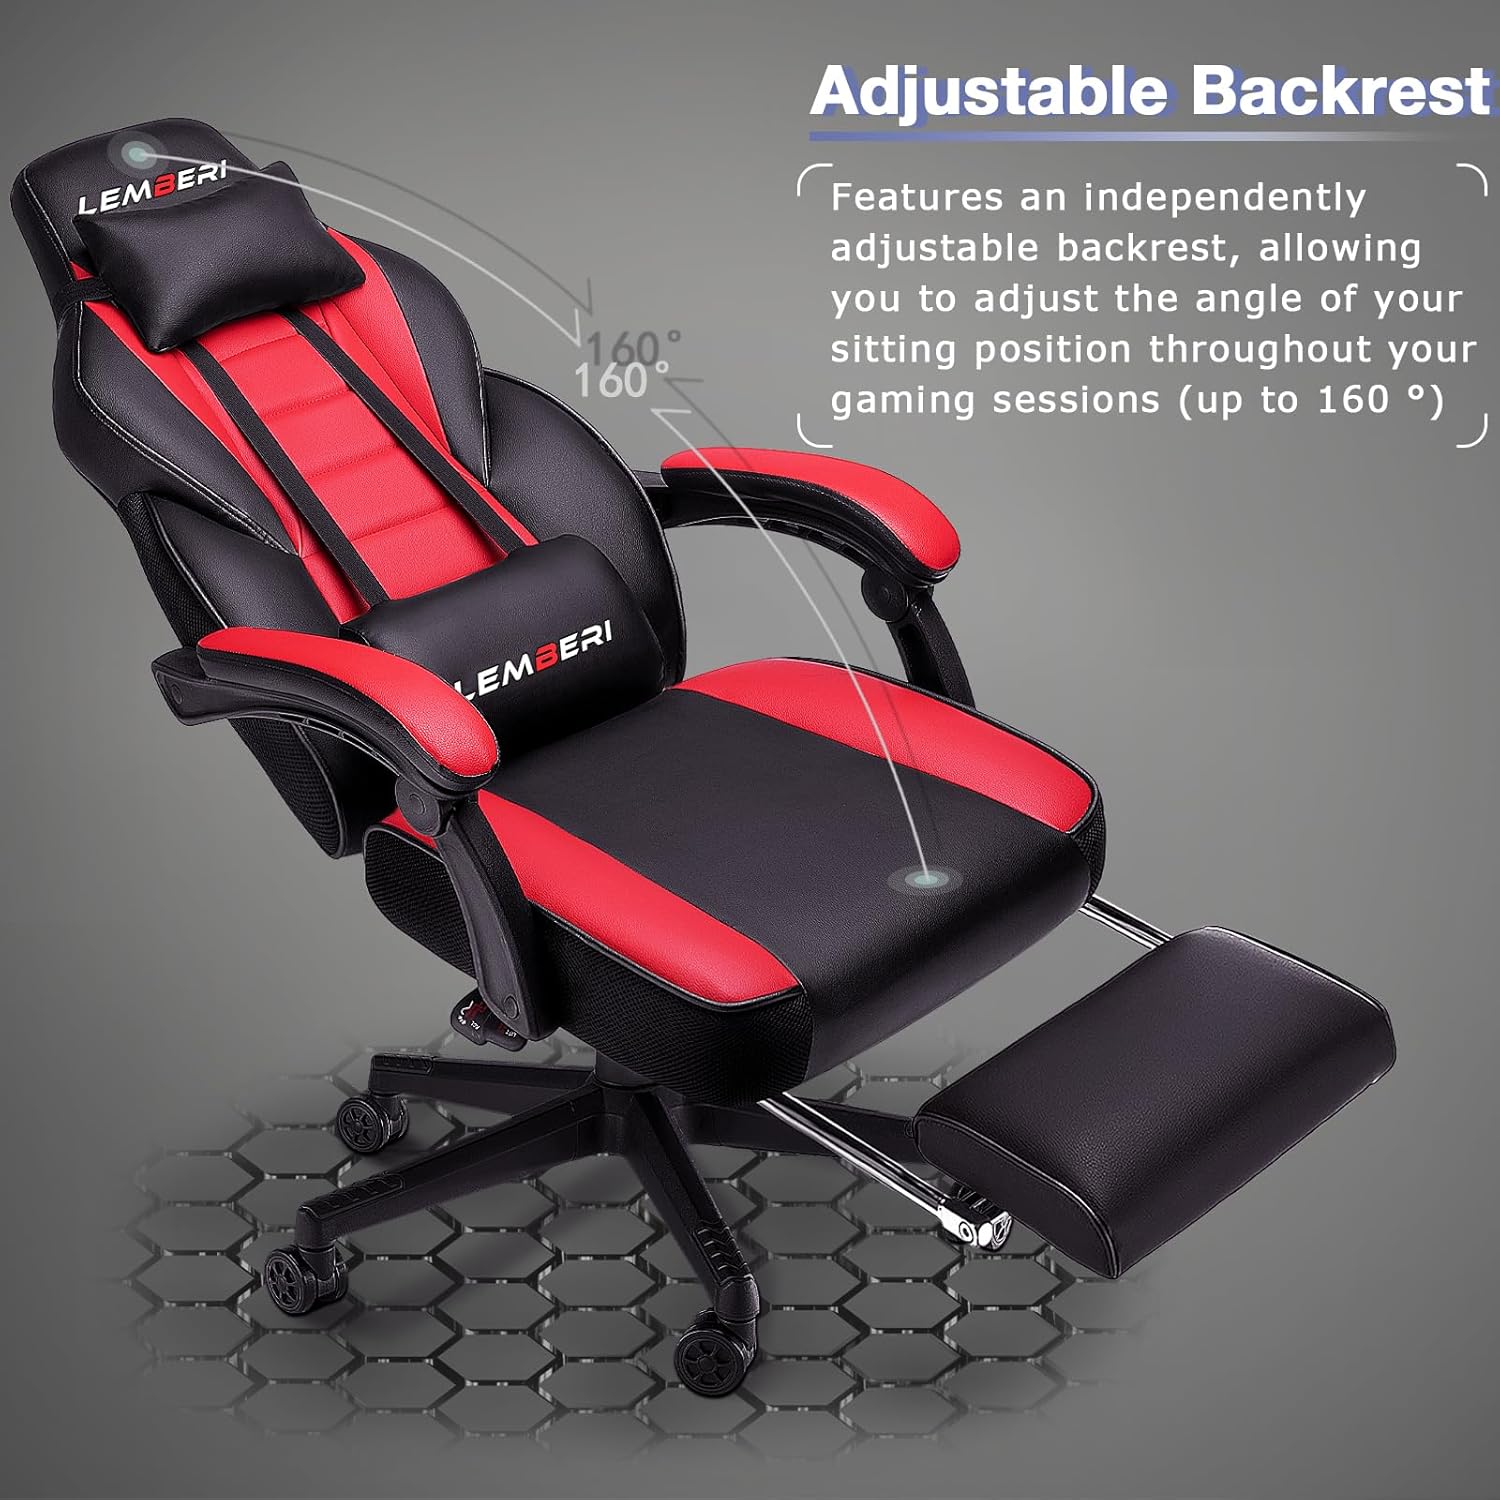 Adjustable Backrest
Features an independently
adjustable backrest, allowing
you to adjust the angle of your
sitting position throughout your
gaming sessions (up to 160 °)
LEMBERI
160°
160°
LEMBERI